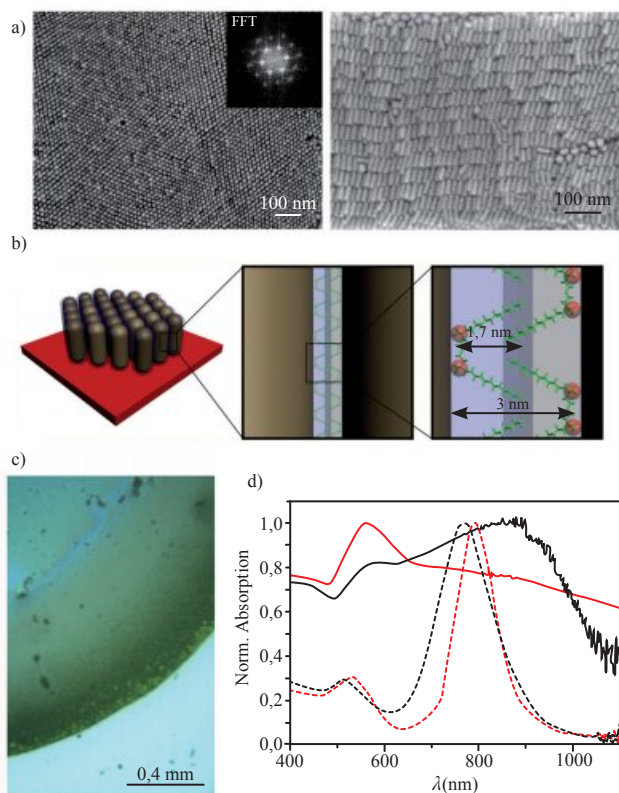 a)
FFT
100 nm
100 nm
b)
1,7 nm
3 nm
c)
0,4 mm
d)
1,0
0,8
0,6
0,4
0,2
0,0
Norm. Absorption
400 600 800 1000
λ(nm)